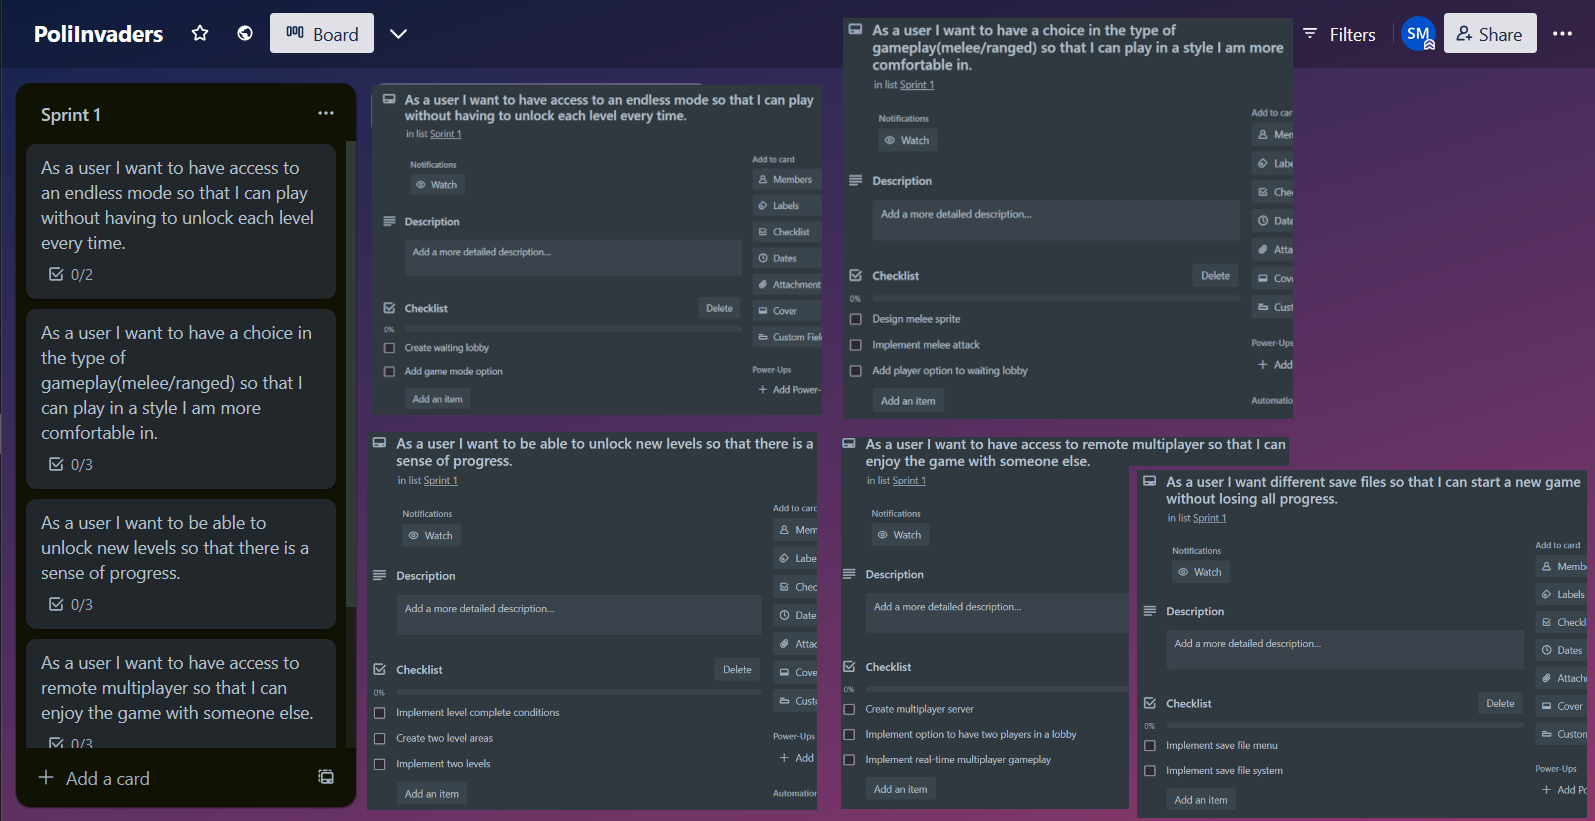 PoliInvaders
Board
Filters
SM
Share
Sprint 1
As a user I want to have access to
an endless mode so that I can play
without having to unlock each level
every time.
0/2
As a user I want to have a choice in
the type of
gameplay(melee/ranged) so that I
can play in a style I am more
comfortable in.
0/3
As a user I want to be able to
unlock new levels so that there is a
sense of progress.
0/3
As a user I want to have access to
remote multiplayer so that I can
enjoy the game with someone else.
0/3
Add a card
As a user I want to have access to an endless mode so that I can play
without having to unlock each level every time.
in list Sprint 1
Notifications
Watch
Description
Add a more detailed description...
Checklist
Delete
0%
Create waiting lobby
Add game mode option
Add an item
Add to card
Members
Labels
Checklist
Dates
Attachment
Cover
Custom Fiel
Power-Ups
Add Power-
As a user I want to have a choice in the type of
gameplay(melee/ranged) so that I can play in a style I am more
comfortable in.
in list Sprint 1
Notifications
Watch
Description
Add a more detailed description...
Checklist
Delete
0%
Design melee sprite
Implement melee attack
Add player option to waiting lobby
Add an item
Add to car
Men
Labe
Che
Date
Atta
Cov
Cust
Power-Ups
Add
Automatio
As a user I want to be able to unlock new levels so that there is a
sense of progress.
in list Sprint 1
Notifications
Watch
Description
Add a more detailed description...
Checklist
Delete
0%
Implement level complete conditions
Create two level areas
Implement two levels
Add an item
Add to card
Mem
Labe
Chec
Date
Attac
Cove
Custo
Power-Ups
Add
Automation
As a user I want to have access to remote multiplayer so that I can
enjoy the game with someone else.
in list Sprint 1
Notifications
Watch
Description
Add a more detailed description...
Checklist
0%
Create multiplayer server
Implement option to have two players in a lobby
Implement real-time multiplayer gameplay
Add an item
As a user I want different save files so that I can start a new game
without losing all progress.
in list Sprint 1
Notifications
Watch
Description
Add a more detailed description...
Checklist
Delete
0%
Implement save file menu
Implement save file system
Add an item
Add to card
Membe
Labels
Checkl
Dates
Attach
Cover
Custon
Power-Ups
Add Po